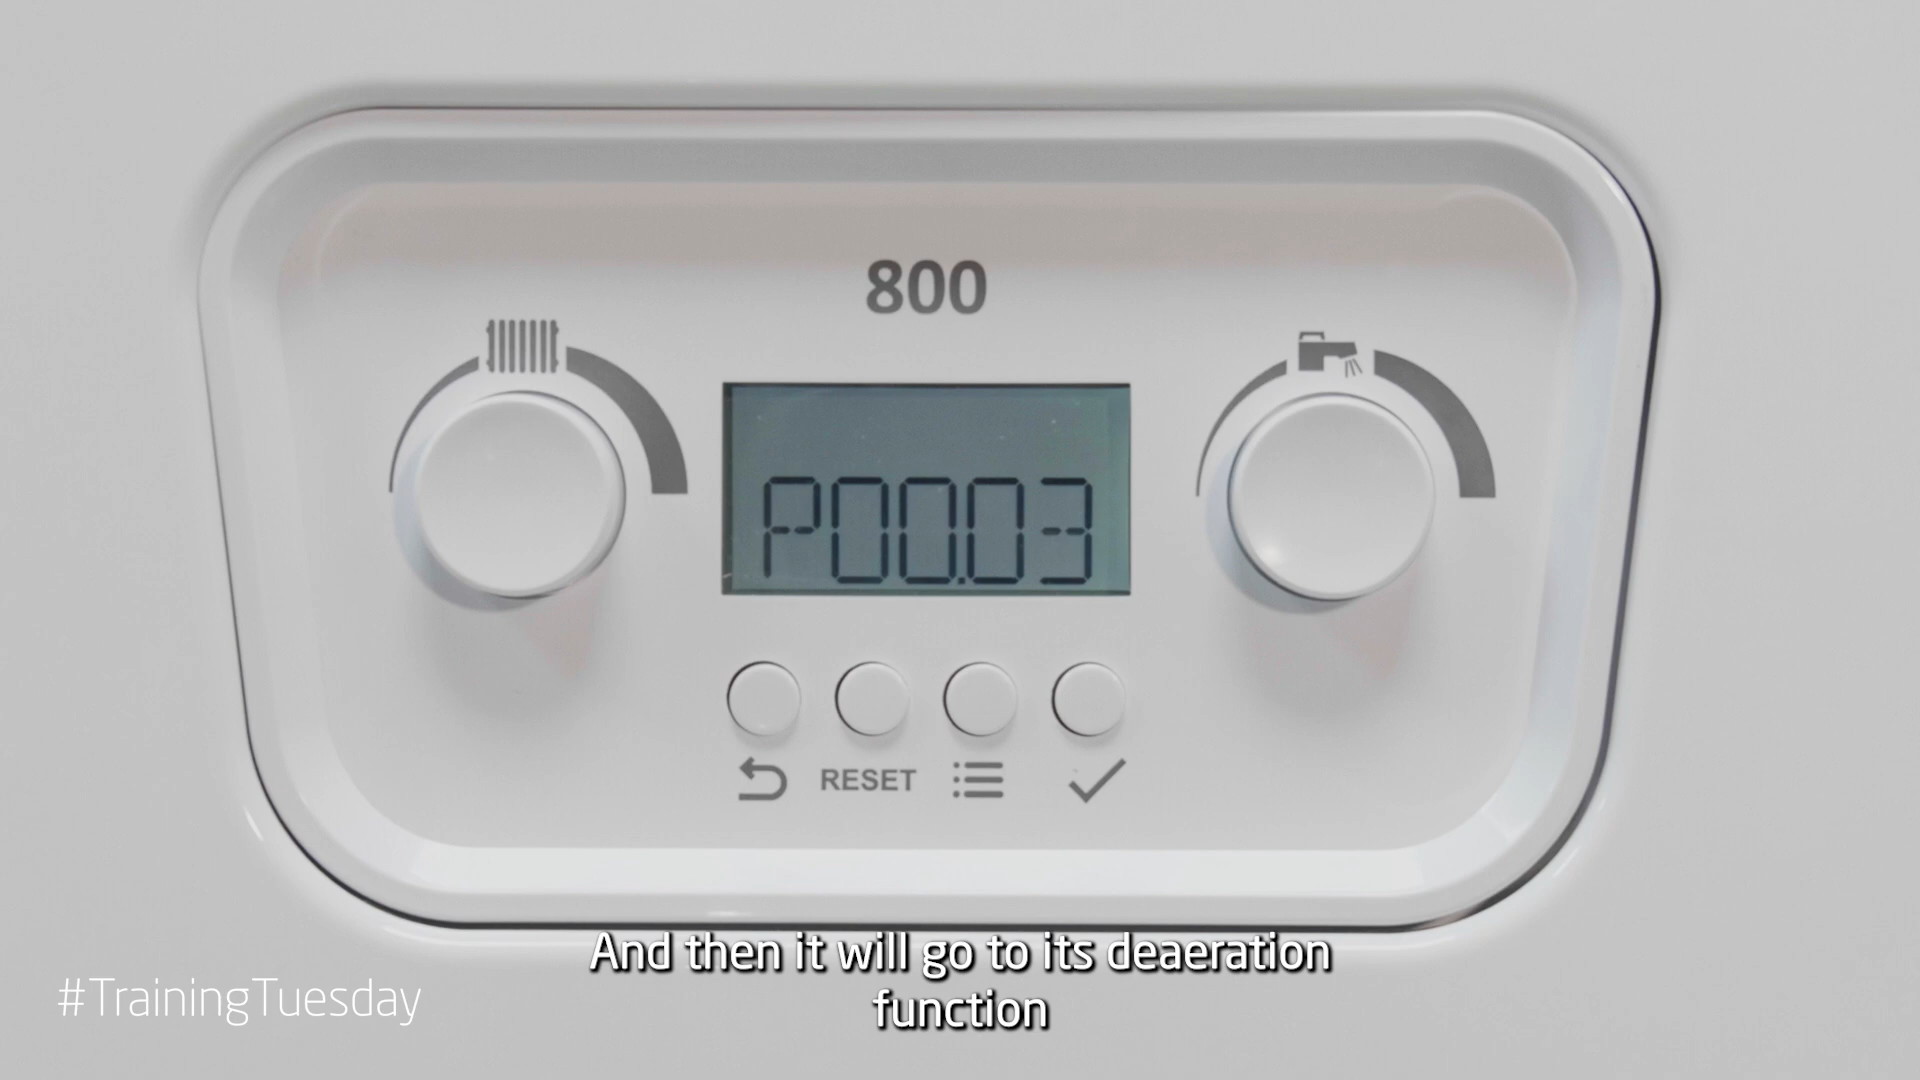 800
P00.03
RESET
And then it will go to its deaeration
function
#TrainingTuesday